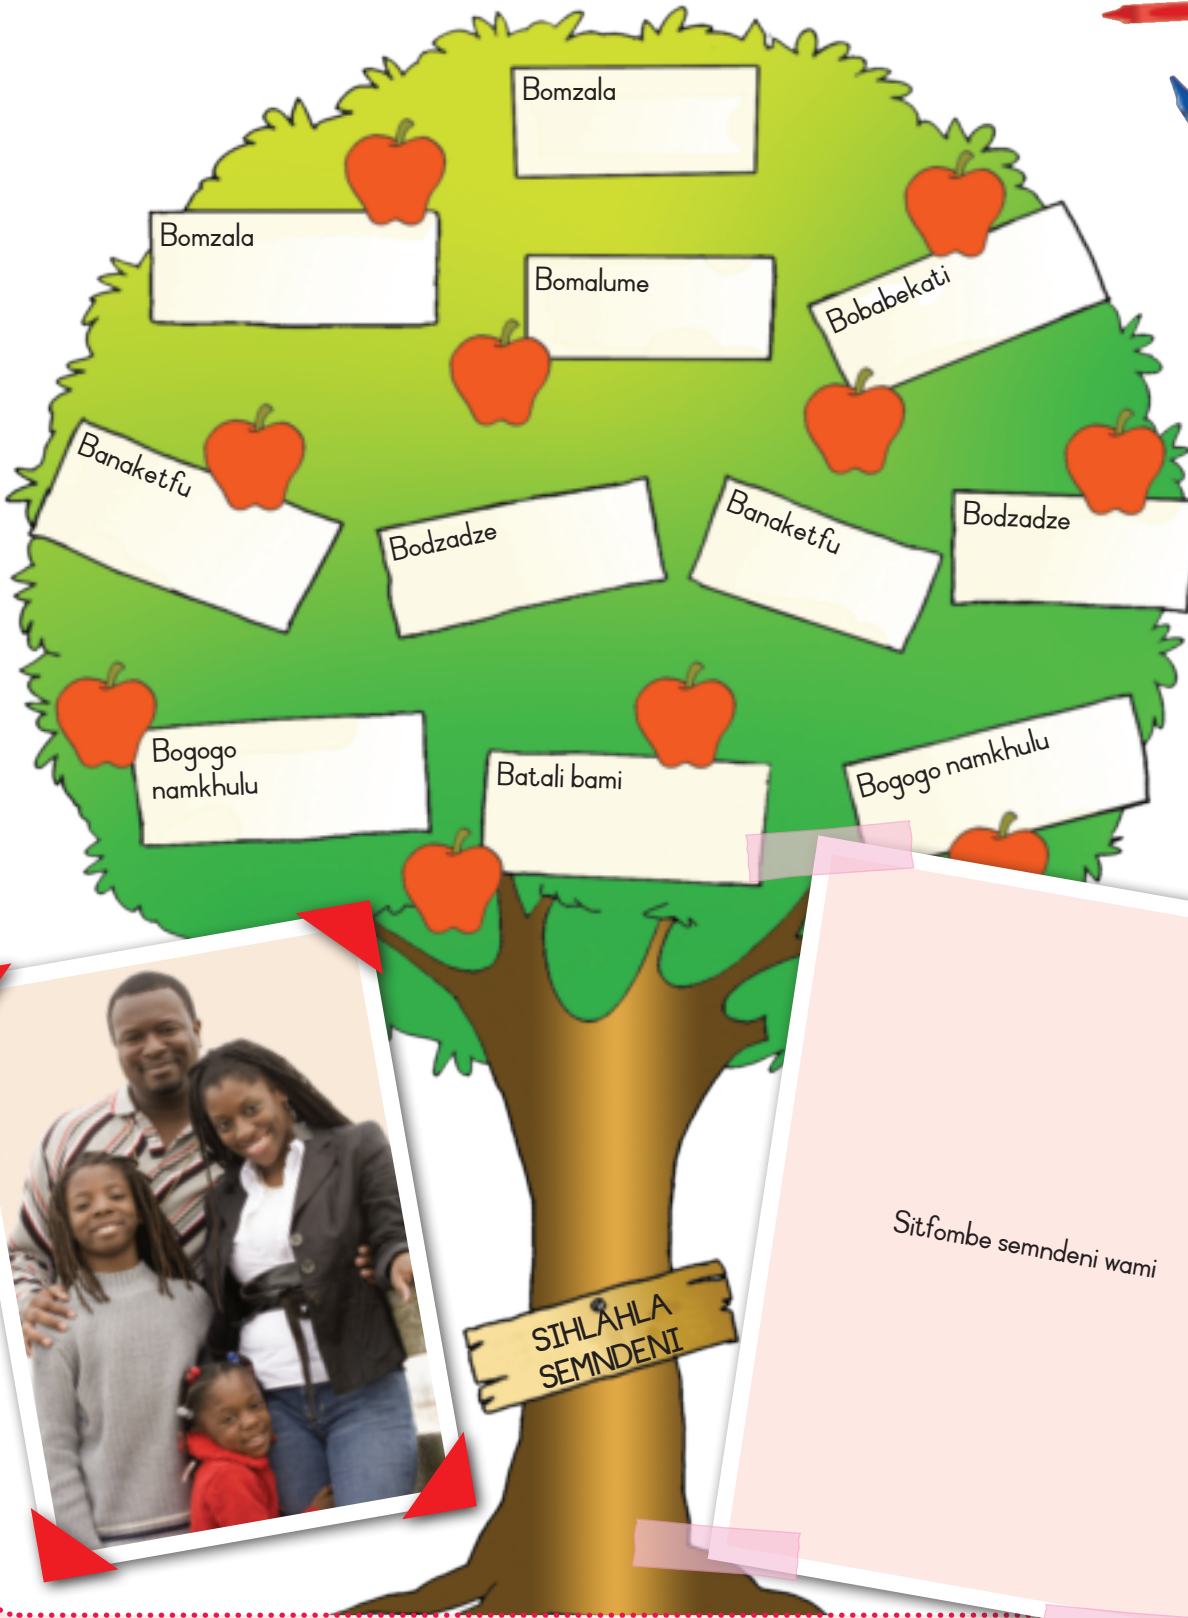 Bomzala
Bomzala
Bomalume
Bobabekati
Banaketfu
Bodzadze
Banaketfu
Bodzadze
Bogogo
namkhulu
Batali bami
Bogogo namkhulu
Sitfombe semndeni wami
SIHLAHLA
SEMNDENI